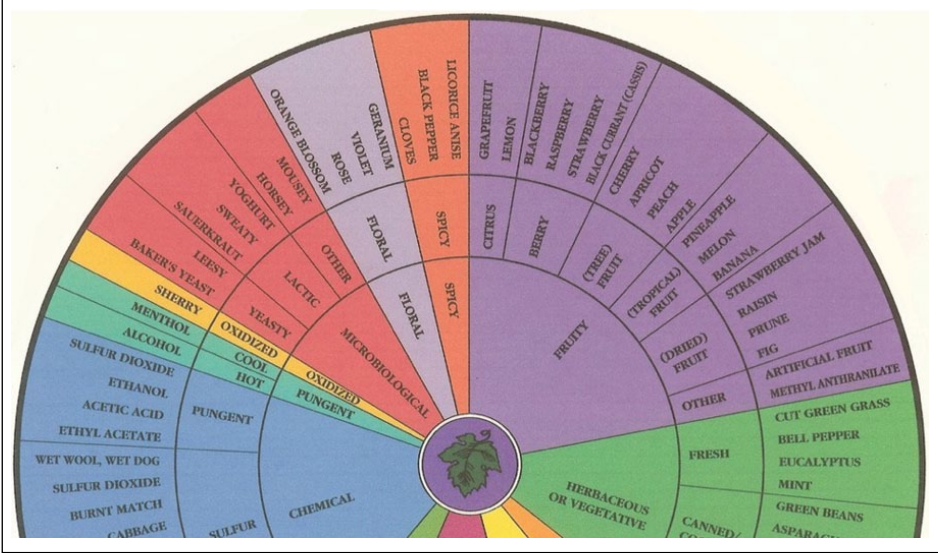 CHEMICAL
PUNGENT
OXIDIZED
MICROBIOLOGICAL
FLORAL
SPICY
FRUITY
HERBACEOUS
OR VEGETATIVE
SULFUR
PUNGENT
HOT
COOL
OXIDIZED
YEASTY
LACTIC
OTHER
FLORAL
SPICY
CITRUS
BERRY
(TREE)
FRUIT
(TROPICAL)
FRUIT
(DRIED)
FRUIT
OTHER
FRESH
CANNED/
CABBAGE
BURNT MATCH
SULFUR DIOXIDE
WET WOOL, WET DOG
ETHYL ACETATE
ACETIC ACID
ETHANOL
SULFUR DIOXIDE
ALCOHOL
MENTHOL
SHERRY
BAKER'S YEAST
LEESY
SAUERKRAUT
SWEATY
YOGHURT
HORSEY
MOUSEY
ORANGE BLOSSOM
ROSE
VIOLET
GERANIUM
CLOVES
BLACK PEPPER
LICORICE ANISE
GRAPEFRUIT
LEMON
BLACKBERRY
RASPBERRY
STRAWBERRY
BLACK CURRANT (CASSIS)
CHERRY
APRICOT
PEACH
APPLE
PINEAPPLE
MELON
BANANA
STRAWBERRY JAM
RAISIN
PRUNE
FIG
ARTIFICIAL FRUIT
METHYL ANTHRANILATE
CUT GREEN GRASS
BELL PEPPER
EUCALYPTUS
MINT
GREEN BEANS